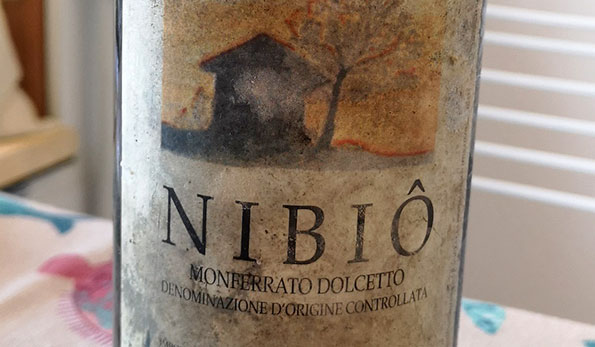 NIBIÔ
MONFERRATO DOLCETTO
DENOMINAZIONE D'ORIGINE CONTROLLATA